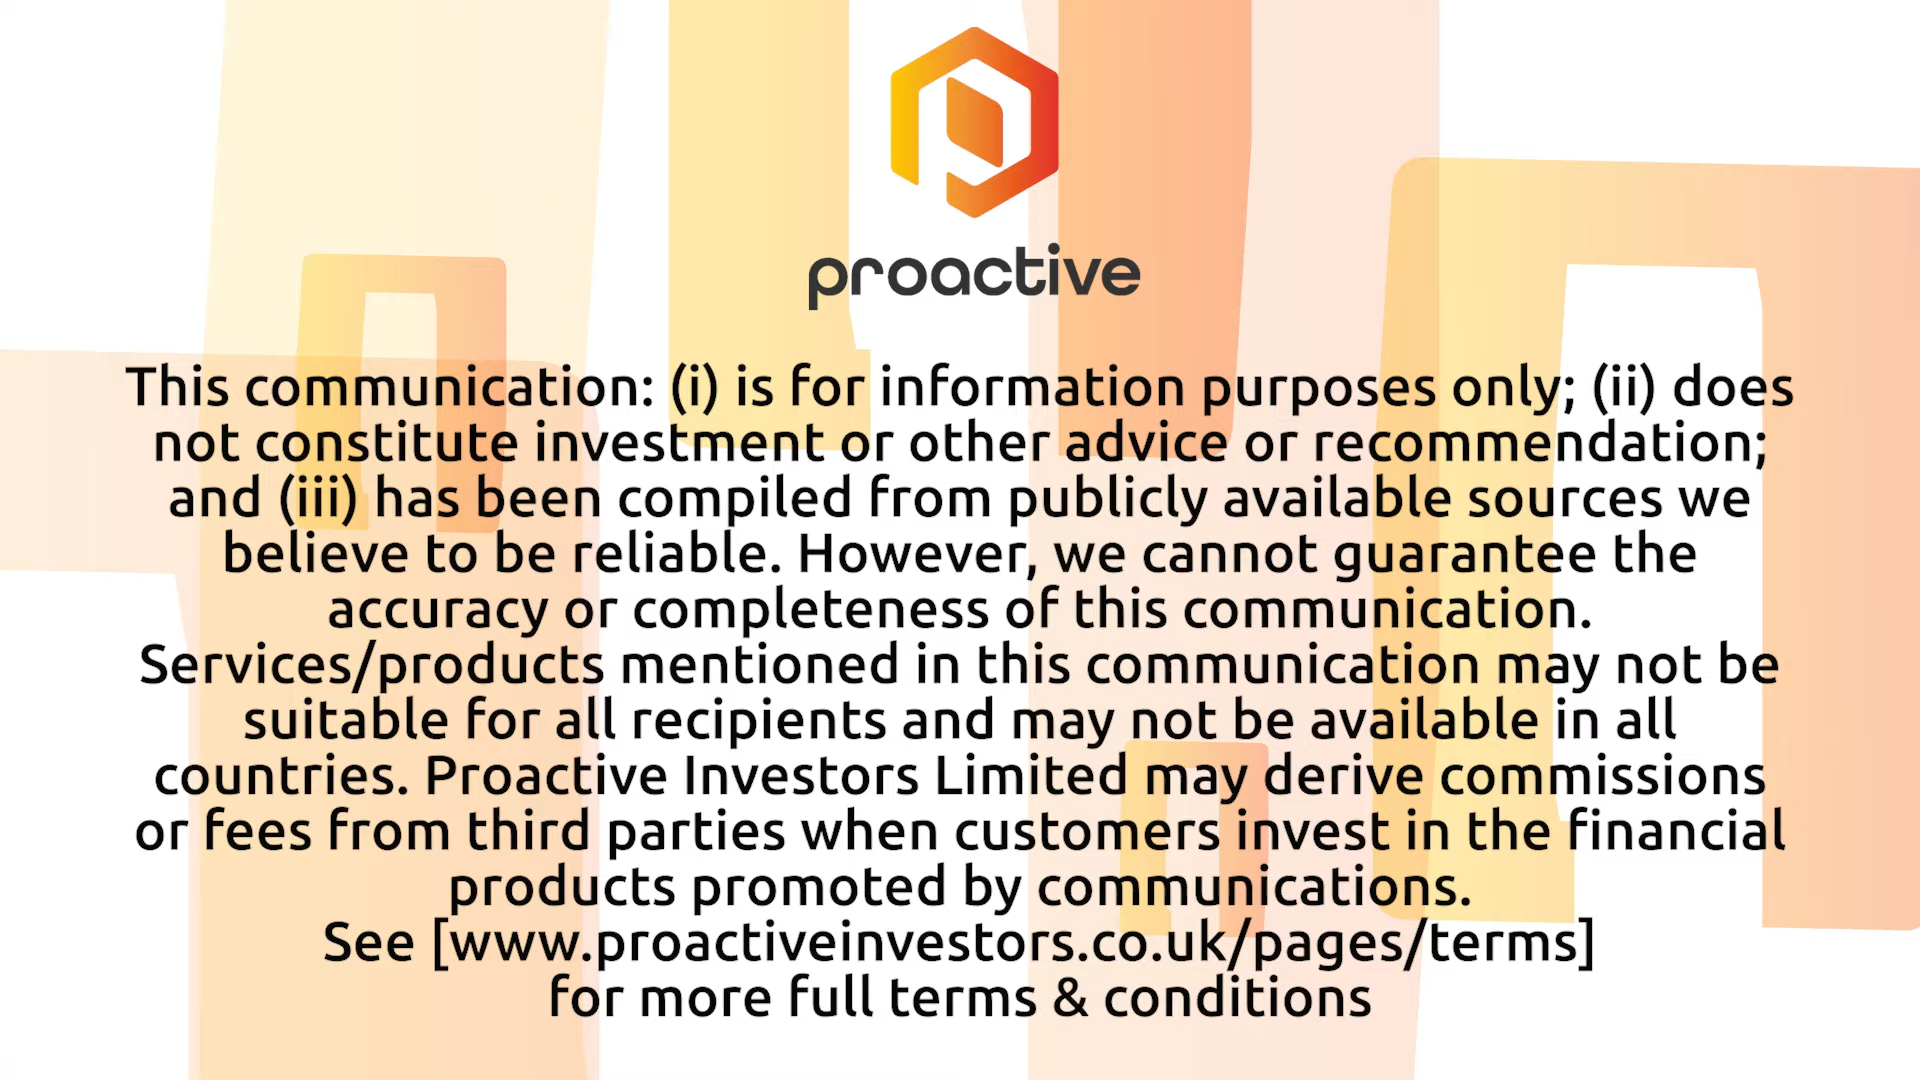 proactive
This communication: (i) is for information purposes only; (ii) does
not constitute investment or other advice or recommendation;
and (iii) has been compiled from publicly available sources we
believe to be reliable. However, we cannot guarantee the
accuracy or completeness of this communication.
Services/products mentioned in this communication may not be
suitable for all recipients and may not be available in all
countries. Proactive Investors Limited may derive commissions
or fees from third parties when customers invest in the financial
products promoted by communications.
See [www.proactiveinvestors.co.uk/pages/terms]
for more full terms & conditions